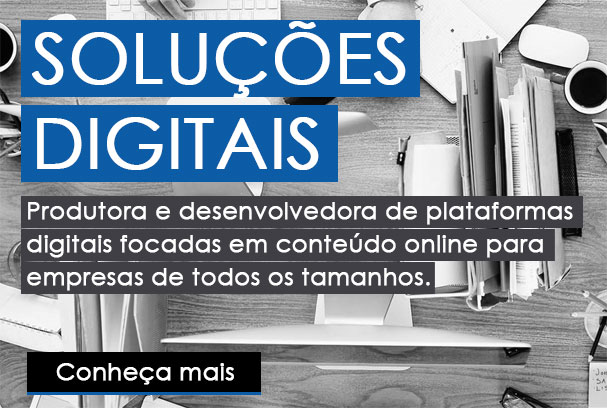 SOLUÇÕES
DIGITAIS
Produtora e desenvolvedora de plataformas
digitais focadas em conteúdo online para
empresas de todos os tamanhos.
Conheça mais